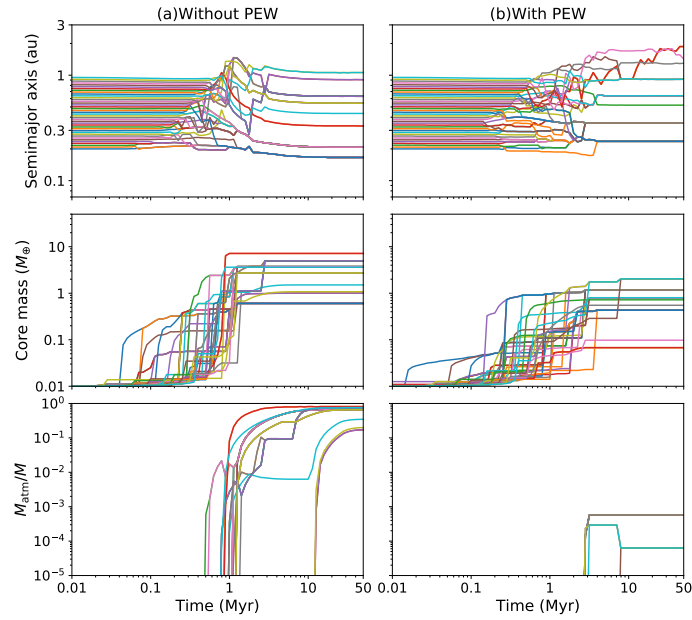 (a)Without PEW
(b)With PEW
Semimajor axis (au)
3
1
0.3
0.1
Core mass (M⊕)
10
1
0.1
0.01
M_atm/M
10^0
10^−1
10^−2
10^−3
10^−4
10^−5
0.01 0.1 1 10 50
0.01 0.1 1 10 50
Time (Myr)
Time (Myr)